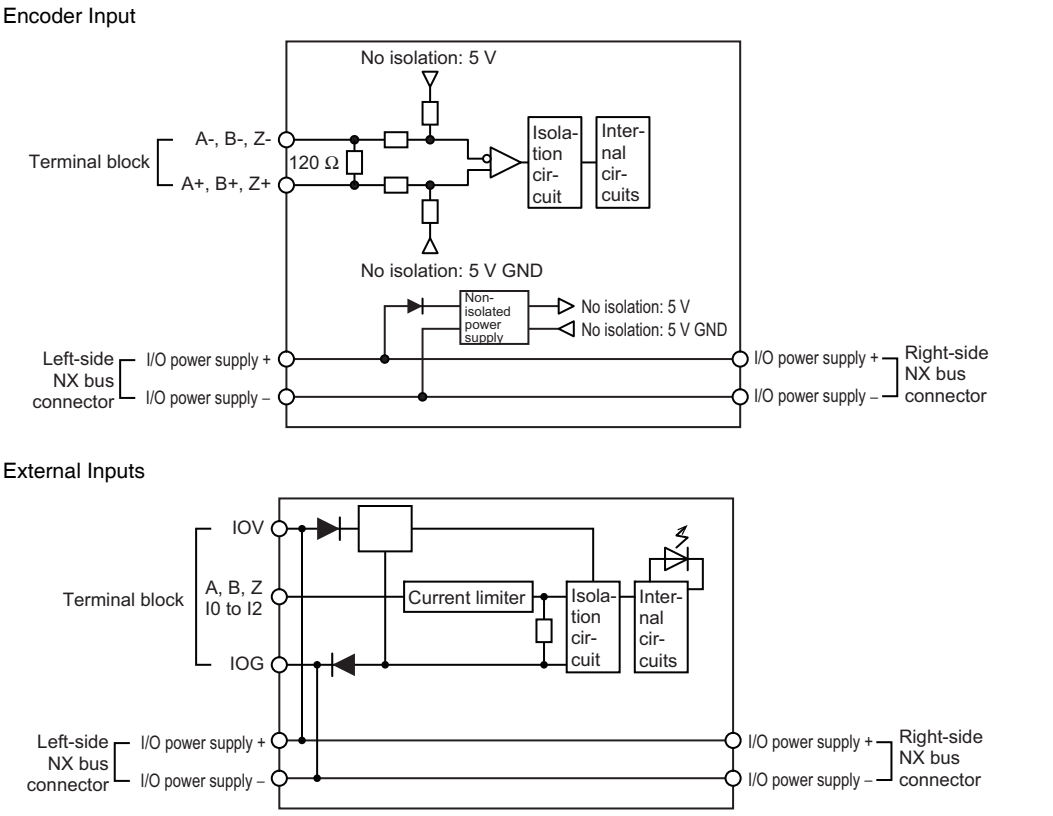 Encoder Input
No isolation: 5 V
A-, B-, Z-
Terminal block
120 Ω
A+, B+, Z+
Isola-
tion
cir-
cuit
Inter-
nal
cir-
cuits
No isolation: 5 V GND
Non-
isolated
power
supply
No isolation: 5 V
No isolation: 5 V GND
Left-side
NX bus
connector
I/O power supply +
I/O power supply –
I/O power supply +
I/O power supply –
Right-side
NX bus
connector
External Inputs
IOV
Terminal block
A, B, Z
I0 to I2
IOG
Current limiter
Isola-
tion
cir-
cuit
Inter-
nal
cir-
cuits
Left-side
NX bus
connector
I/O power supply +
I/O power supply –
I/O power supply +
I/O power supply –
Right-side
NX bus
connector